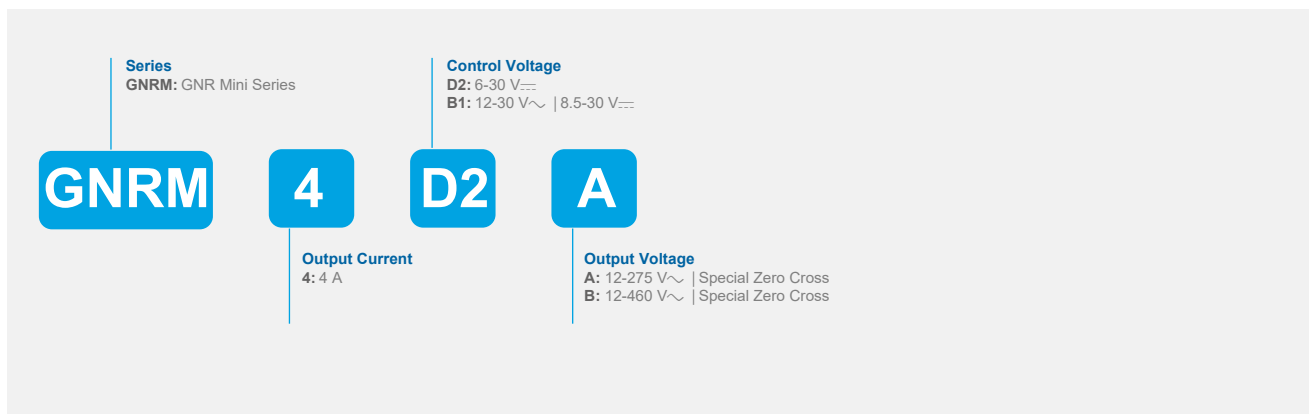 Series
GNRM: GNR Mini Series
Control Voltage
D2: 6-30 V⎓
B1: 12-30 V∿ | 8.5-30 V⎓
GNRM 4 D2 A
Output Current
4: 4 A
Output Voltage
A: 12-275 V∿ | Special Zero Cross
B: 12-460 V∿ | Special Zero Cross